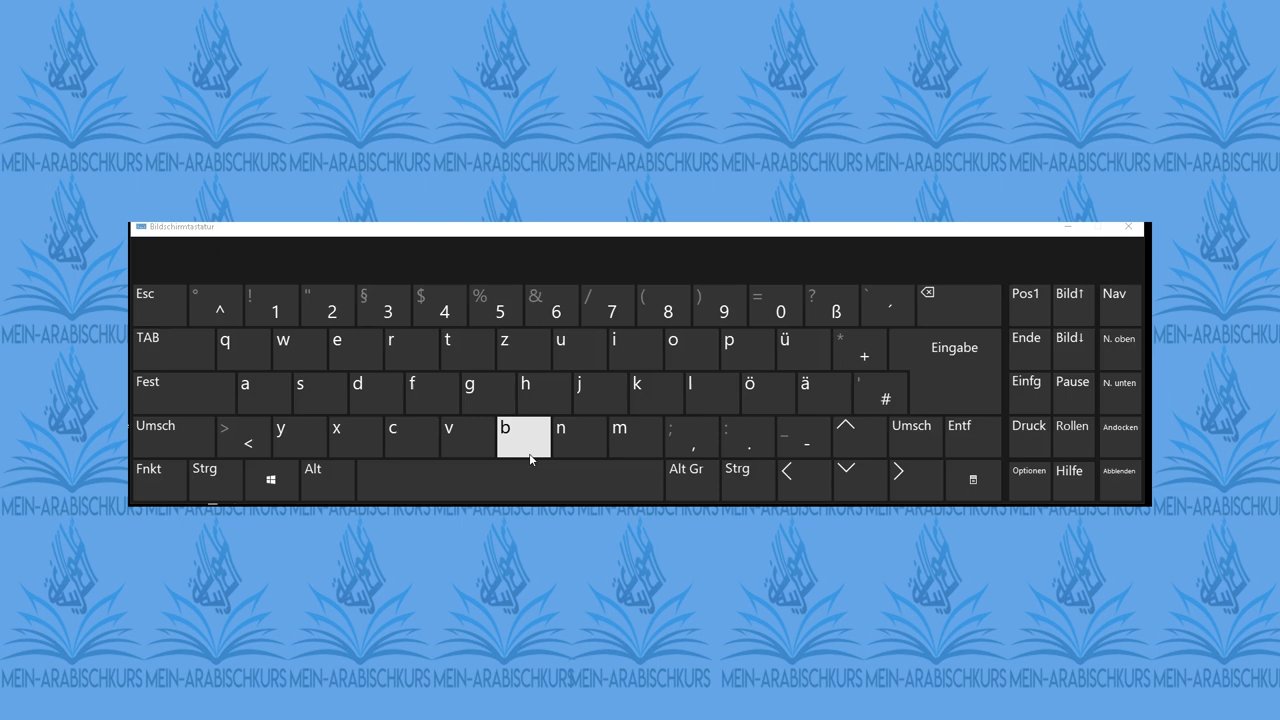 MEIN-ARABISCHKURS MEIN-ARABISCHKURS MEIN-ARABISCHKURS MEIN-ARABISCHKURS MEIN-ARABISCHKURS MEIN-ARABISCHKURS MEIN-ARABISCHKURS MEIN-ARABISCHKURS MEIN-ARABISCHKURS
Bildschirmtastatur
Esc ° ^ ! 1 " 2 § 3 $ 4 % 5 & 6 / 7 ( 8 ) 9 = 0 ? ß ` ´ Pos1 Bild↑ Nav
TAB q w e r t z u i o p ü * + Eingabe Ende Bild↓ N. oben
Fest a s d f g h j k l ö ä ' # Einfg Pause N. unten
Umsch > < y x c v b n m ; , : . _ - Umsch Entf Druck Rollen Andocken
Fnkt Strg Alt Alt Gr Strg Optionen Hilfe Abblenden
MEIN-ARABISCHKURS MEIN-ARABISCHKURS MEIN-ARABISCHKURS MEIN-ARABISCHKURS MEIN-ARABISCHKURS MEIN-ARABISCHKURS MEIN-ARABISCHKURS MEIN-ARABISCHKURS